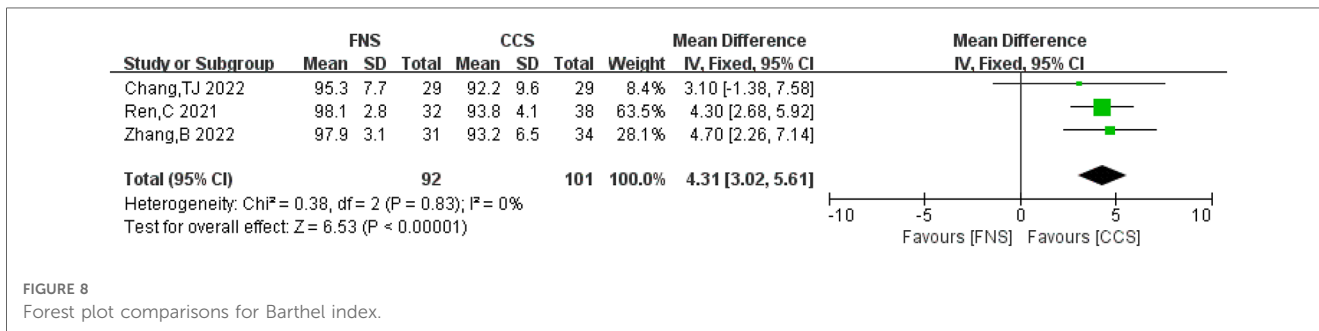 FNS CCS Mean Difference Mean Difference
Study or Subgroup Mean SD Total Mean SD Total Weight IV, Fixed, 95% CI IV, Fixed, 95% CI
Chang,TJ 2022 95.3 7.7 29 92.2 9.6 29 8.4% 3.10 [-1.38, 7.58]
Ren,C 2021 98.1 2.8 32 93.8 4.1 38 63.5% 4.30 [2.68, 5.92]
Zhang,B 2022 97.9 3.1 31 93.2 6.5 34 28.1% 4.70 [2.26, 7.14]
Total (95% CI) 92 101 100.0% 4.31 [3.02, 5.61]
Heterogeneity: Chi² = 0.38, df = 2 (P = 0.83); I² = 0%
Test for overall effect: Z = 6.53 (P < 0.00001)
-10 -5 0 5 10
Favours [FNS] Favours [CCS]
FIGURE 8
Forest plot comparisons for Barthel index.